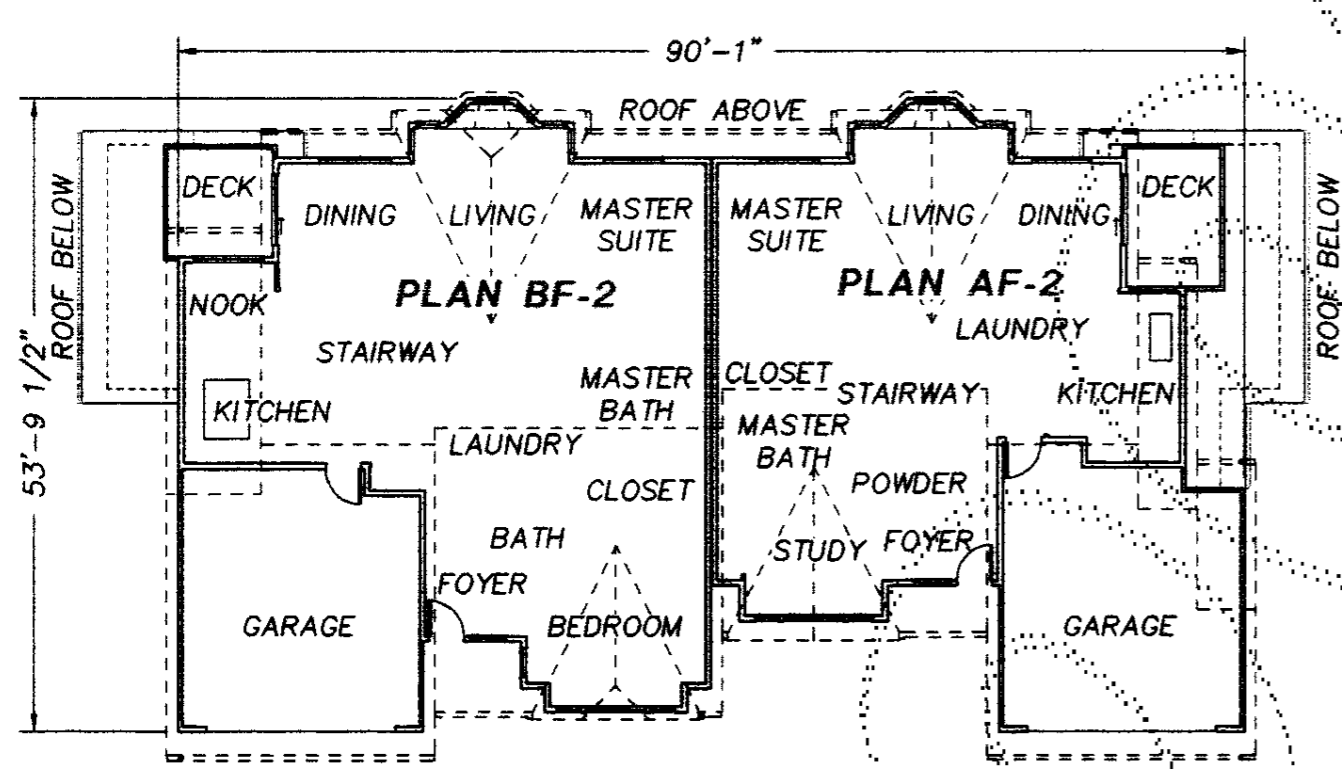 90'-1"
ROOF ABOVE
53'-9 1/2"
ROOF BELOW
DECK
DINING
LIVING
MASTER
SUITE
NOOK
PLAN BF-2
STAIRWAY
KITCHEN
MASTER
BATH
LAUNDRY
CLOSET
BATH
FOYER
BEDROOM
GARAGE
MASTER
SUITE
LIVING
DINING
DECK
ROOF BELOW
PLAN AF-2
LAUNDRY
CLOSET
STAIRWAY
KITCHEN
MASTER
BATH
POWDER
STUDY
FOYER
GARAGE